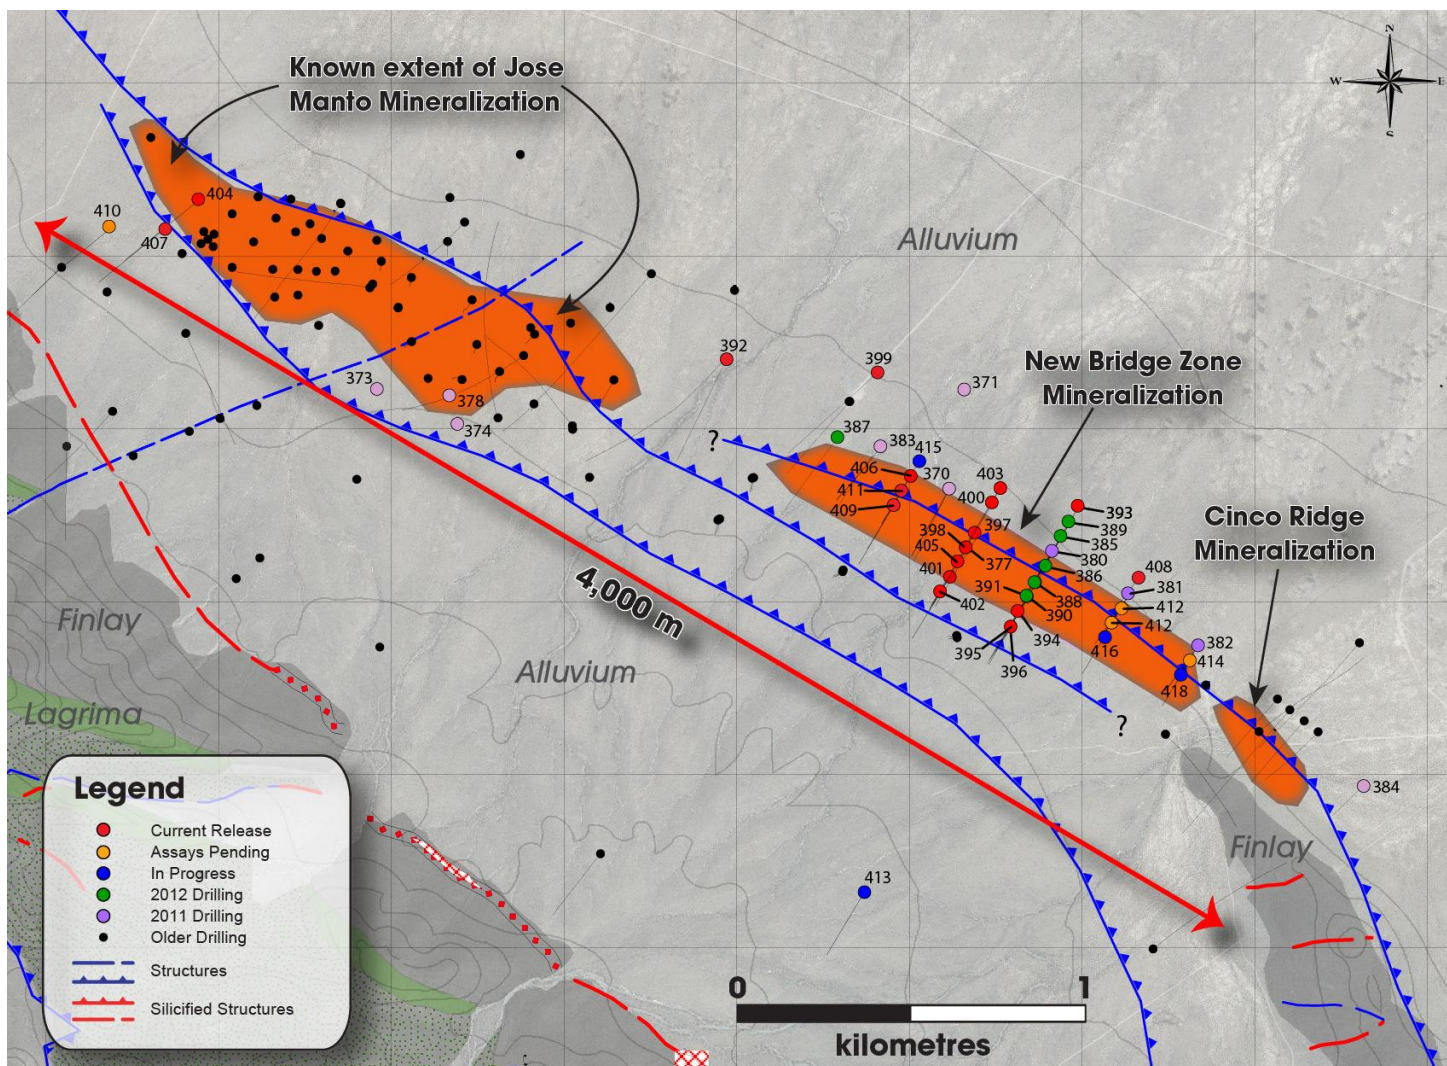 N
W
E
S
Known extent of Jose
Manto Mineralization
404
410
407
Alluvium
392
399
371
373
378
374
New Bridge Zone
Mineralization
?
387
383
415
406
370
403
411
400
409
393
397
389
398
385
405
377
380
401
386
408
391
388
381
402
390
412
394
412
395
396
416
382
414
418
Cinco Ridge
Mineralization
?
384
4,000 m
Finlay
Lagrima
Alluvium
Finlay
413
Legend
Current Release
Assays Pending
In Progress
2012 Drilling
2011 Drilling
Older Drilling
Structures
Silicified Structures
0
1
kilometres